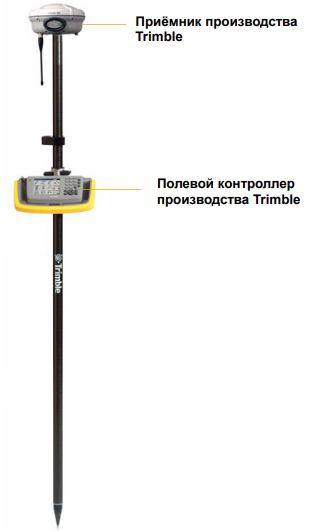 Приёмник производства
Trimble
Полевой контроллер
производства Trimble
Trimble